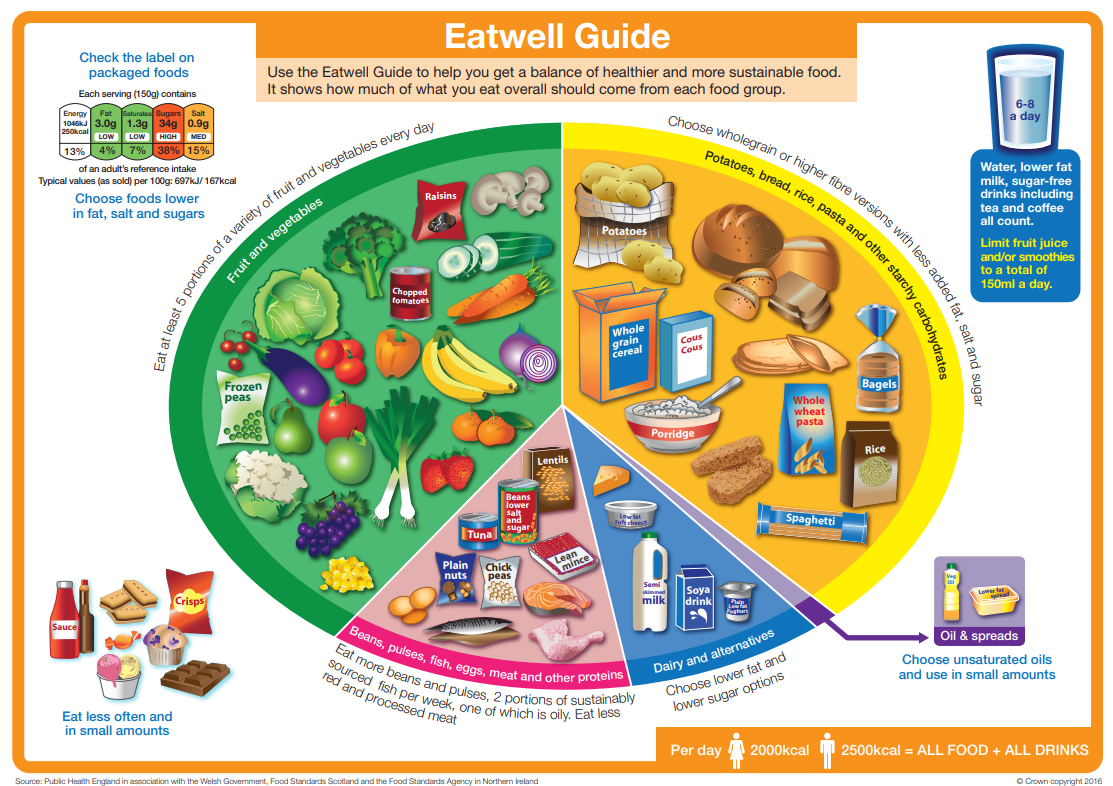 Eatwell Guide
Use the Eatwell Guide to help you get a balance of healthier and more sustainable food.
It shows how much of what you eat overall should come from each food group.
Check the label on
packaged foods
Each serving (150g) contains
Energy
1046kJ
250kcal
13%
Fat
3.0g
LOW
4%
Saturates
1.3g
LOW
7%
Sugars
34g
HIGH
38%
Salt
0.9g
MED
15%
of an adult's reference intake
Typical values (as sold) per 100g: 697kJ/ 167kcal
Choose foods lower
in fat, salt and sugars
6-8
a day
Water, lower fat
milk, sugar-free
drinks including
tea and coffee
all count.
Limit fruit juice
and/or smoothies
to a total of
150ml a day.
Eat at least 5 portions of a variety of fruit and vegetables every day
Fruit and vegetables
Raisins
Chopped
tomatoes
Frozen
peas
Choose wholegrain or higher fibre versions with less added fat, salt and sugar
Potatoes, bread, rice, pasta and other starchy carbohydrates
Potatoes
Whole
grain
cereal
Cous
Cous
Bagels
Whole
wheat
pasta
Porridge
Rice
Spaghetti
Lentils
Beans
lower
salt
and
sugar
Tuna
Plain
nuts
Chick
peas
Lean
mince
Beans, pulses, fish, eggs, meat and other proteins
Eat more beans and pulses, 2 portions of sustainably
sourced fish per week, one of which is oily. Eat less
red and processed meat
Low fat
soft cheese
Semi
skimmed
milk
Soya
drink
Plain
Low fat
Yoghurt
Dairy and alternatives
Choose lower fat and
lower sugar options
Veg
Oil
Lower fat
spread
Oil & spreads
Choose unsaturated oils
and use in small amounts
Sauce
Crisps
Eat less often and
in small amounts
Per day 2000kcal 2500kcal = ALL FOOD + ALL DRINKS
Source: Public Health England in association with the Welsh Government, Food Standards Scotland and the Food Standards Agency in Northern Ireland
© Crown copyright 2016